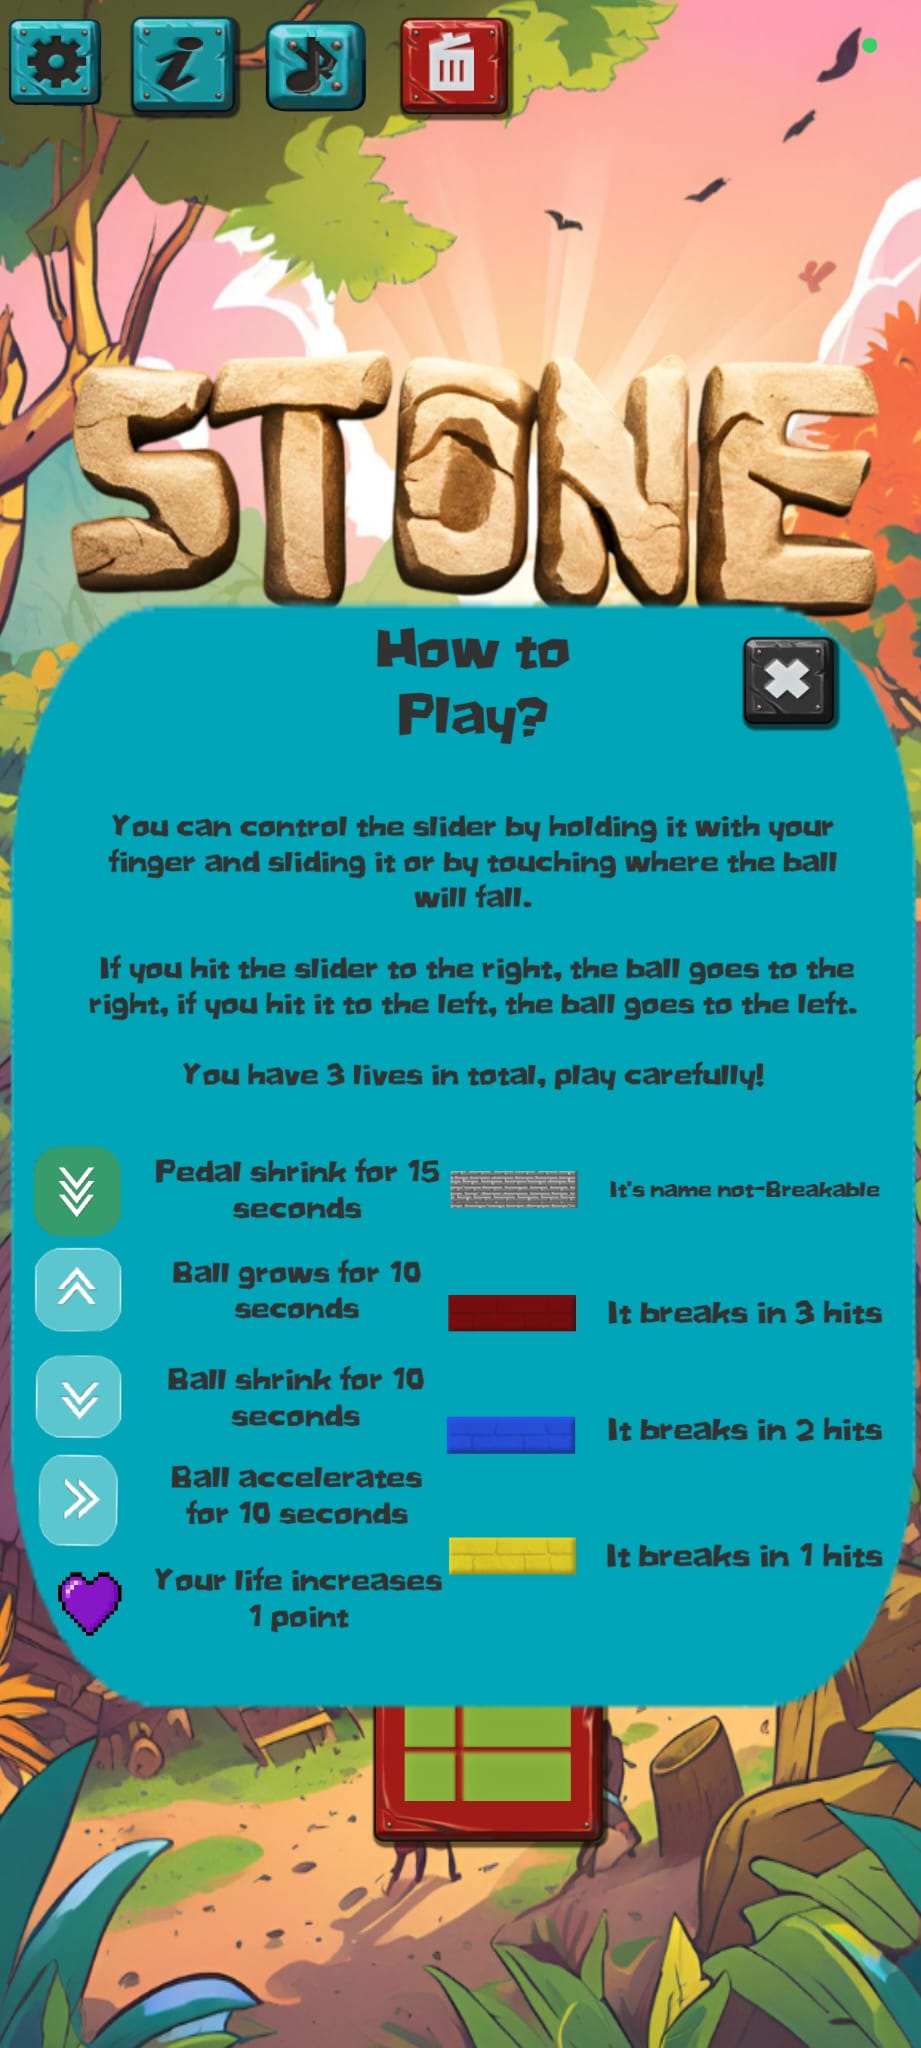 STONE
How to
Play?
You can control the slider by holding it with your
finger and sliding it or by touching where the ball
will fall.
If you hit the slider to the right, the ball goes to the
right, if you hit it to the left, the ball goes to the left.
You have 3 lives in total, play carefully!
Pedal shrink for 15
seconds
It's name not-Breakable
Ball grows for 10
seconds
It breaks in 3 hits
Ball shrink for 10
seconds
It breaks in 2 hits
Ball accelerates
for 10 seconds
It breaks in 1 hits
Your life increases
1 point